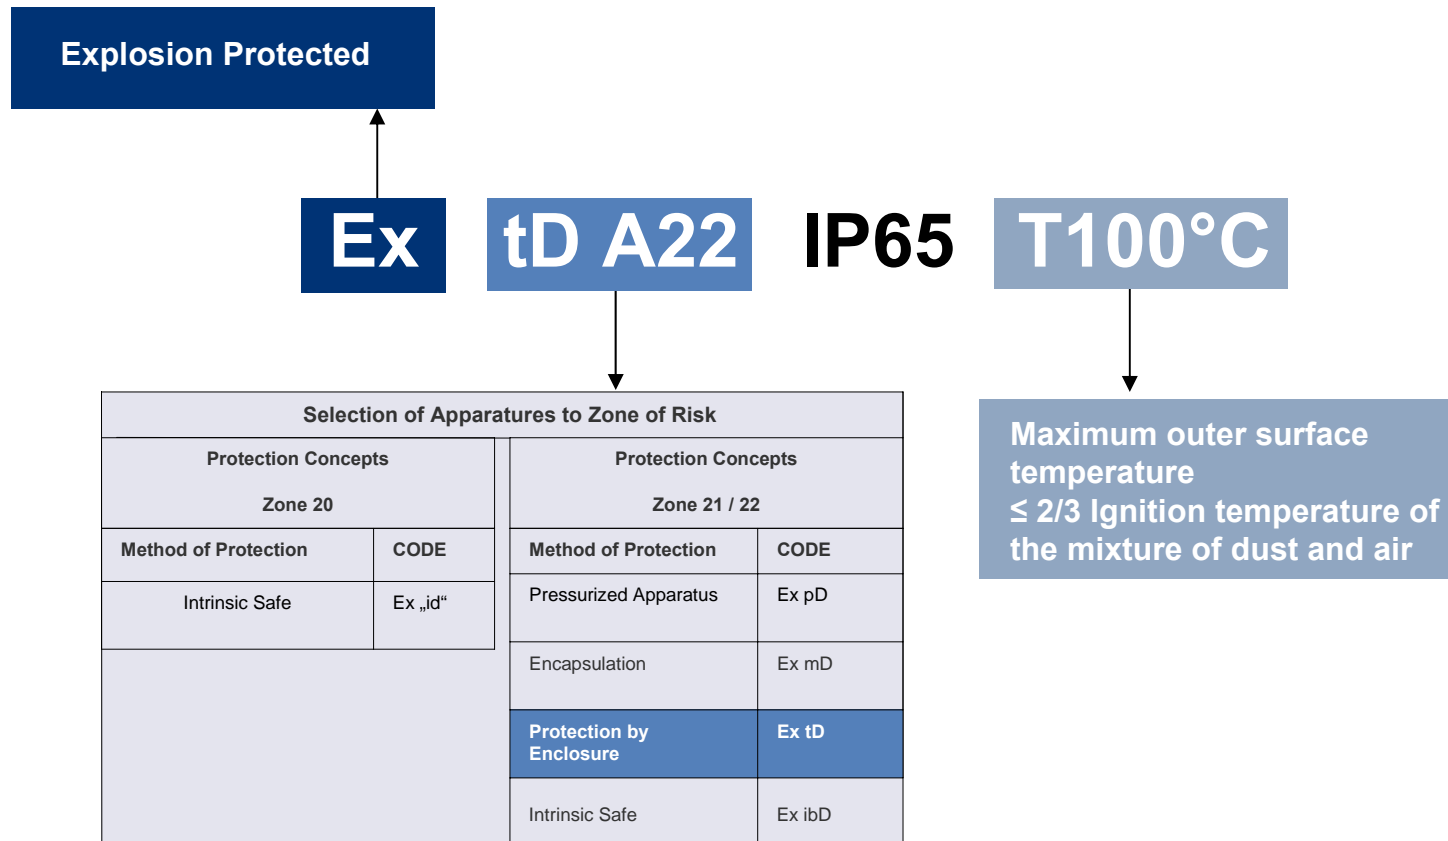 Explosion Protected
Ex tD A22 IP65 T100°C
Selection of Apparatures to Zone of Risk
Protection Concepts
Zone 20
Protection Concepts
Zone 21 / 22
Method of Protection CODE
Method of Protection CODE
Intrinsic Safe Ex „id“
Pressurized Apparatus Ex pD
Encapsulation Ex mD
Protection by
Enclosure
Ex tD
Intrinsic Safe Ex ibD
Maximum outer surface
temperature
≤ 2/3 Ignition temperature of
the mixture of dust and air